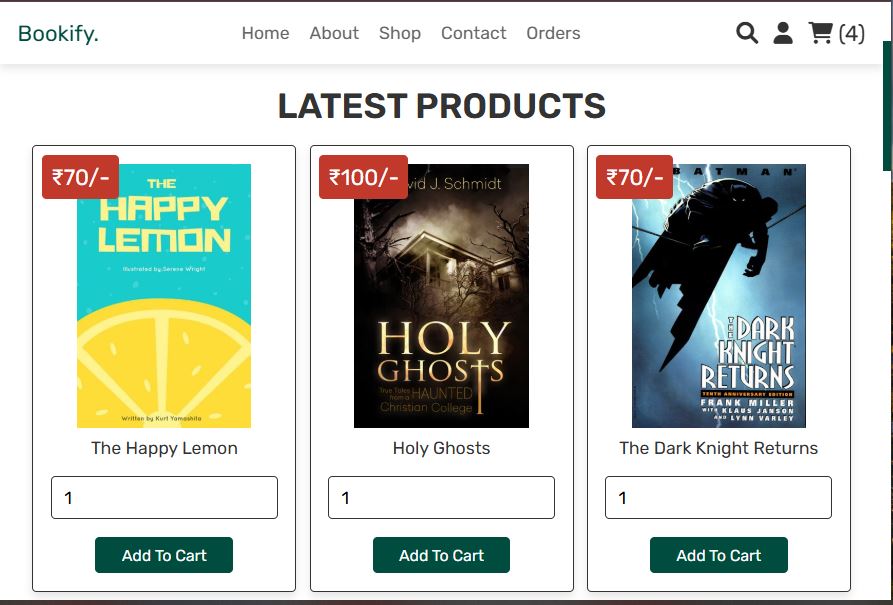 Bookify.
Home About Shop Contact Orders
(4)
LATEST PRODUCTS
₹70/-
THE
HAPPY
LEMON
Illustrated by Serene Wright
Written by Kurt Yamashita
The Happy Lemon
1
Add To Cart
₹100/-
vid J. Schmidt
HOLY
GHOSTS
True Tales
from a HAUNTED
Christian College
Holy Ghosts
1
Add To Cart
₹70/-
BATMAN
THE
DARK
KNIGHT
RETURNS
TENTH ANNIVERSARY EDITION
FRANK MILLER
WITH KLAUS JANSON
AND LYNN VARLEY
The Dark Knight Returns
1
Add To Cart